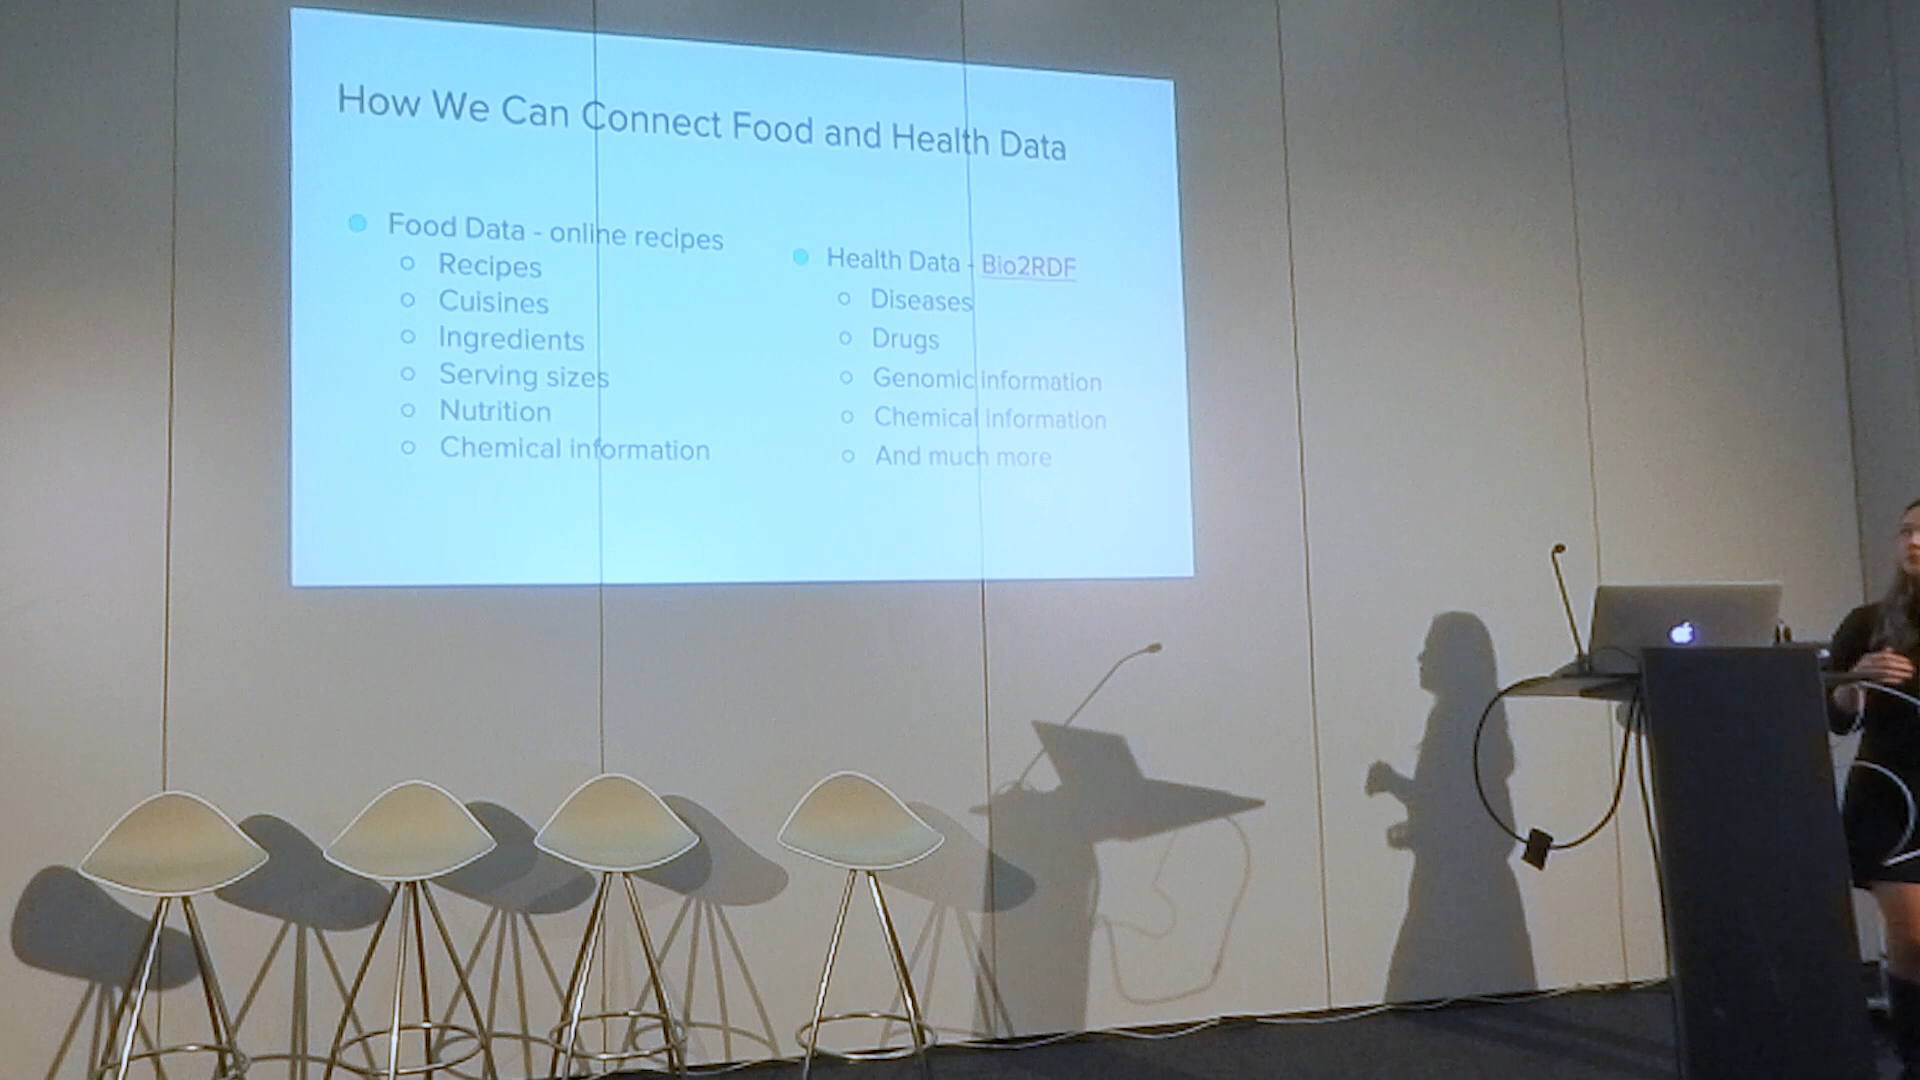 How We Can Connect Food and Health Data
Food Data - online recipes
Recipes
Cuisines
Ingredients
Serving sizes
Nutrition
Chemical information
Health Data - Bio2RDF
Diseases
Drugs
Genomic information
Chemical information
And much more